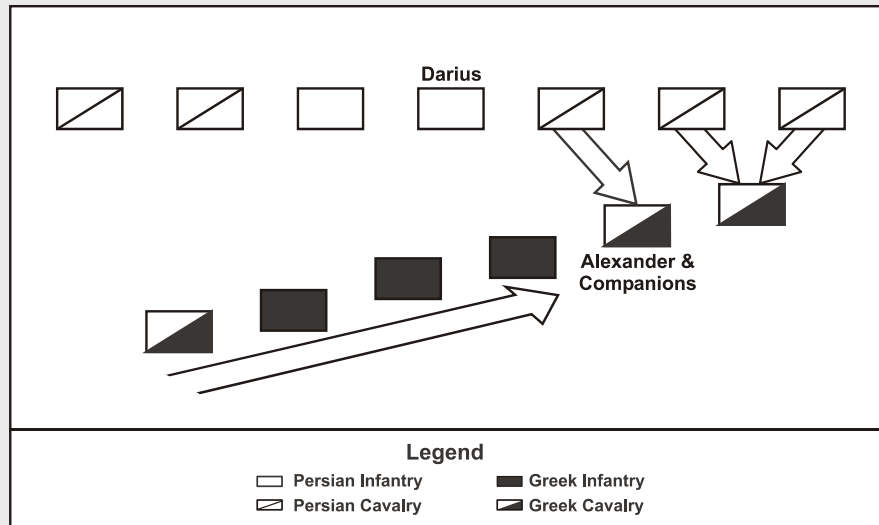 Darius
Alexander &
Companions
Legend
Persian Infantry
Greek Infantry
Persian Cavalry
Greek Cavalry